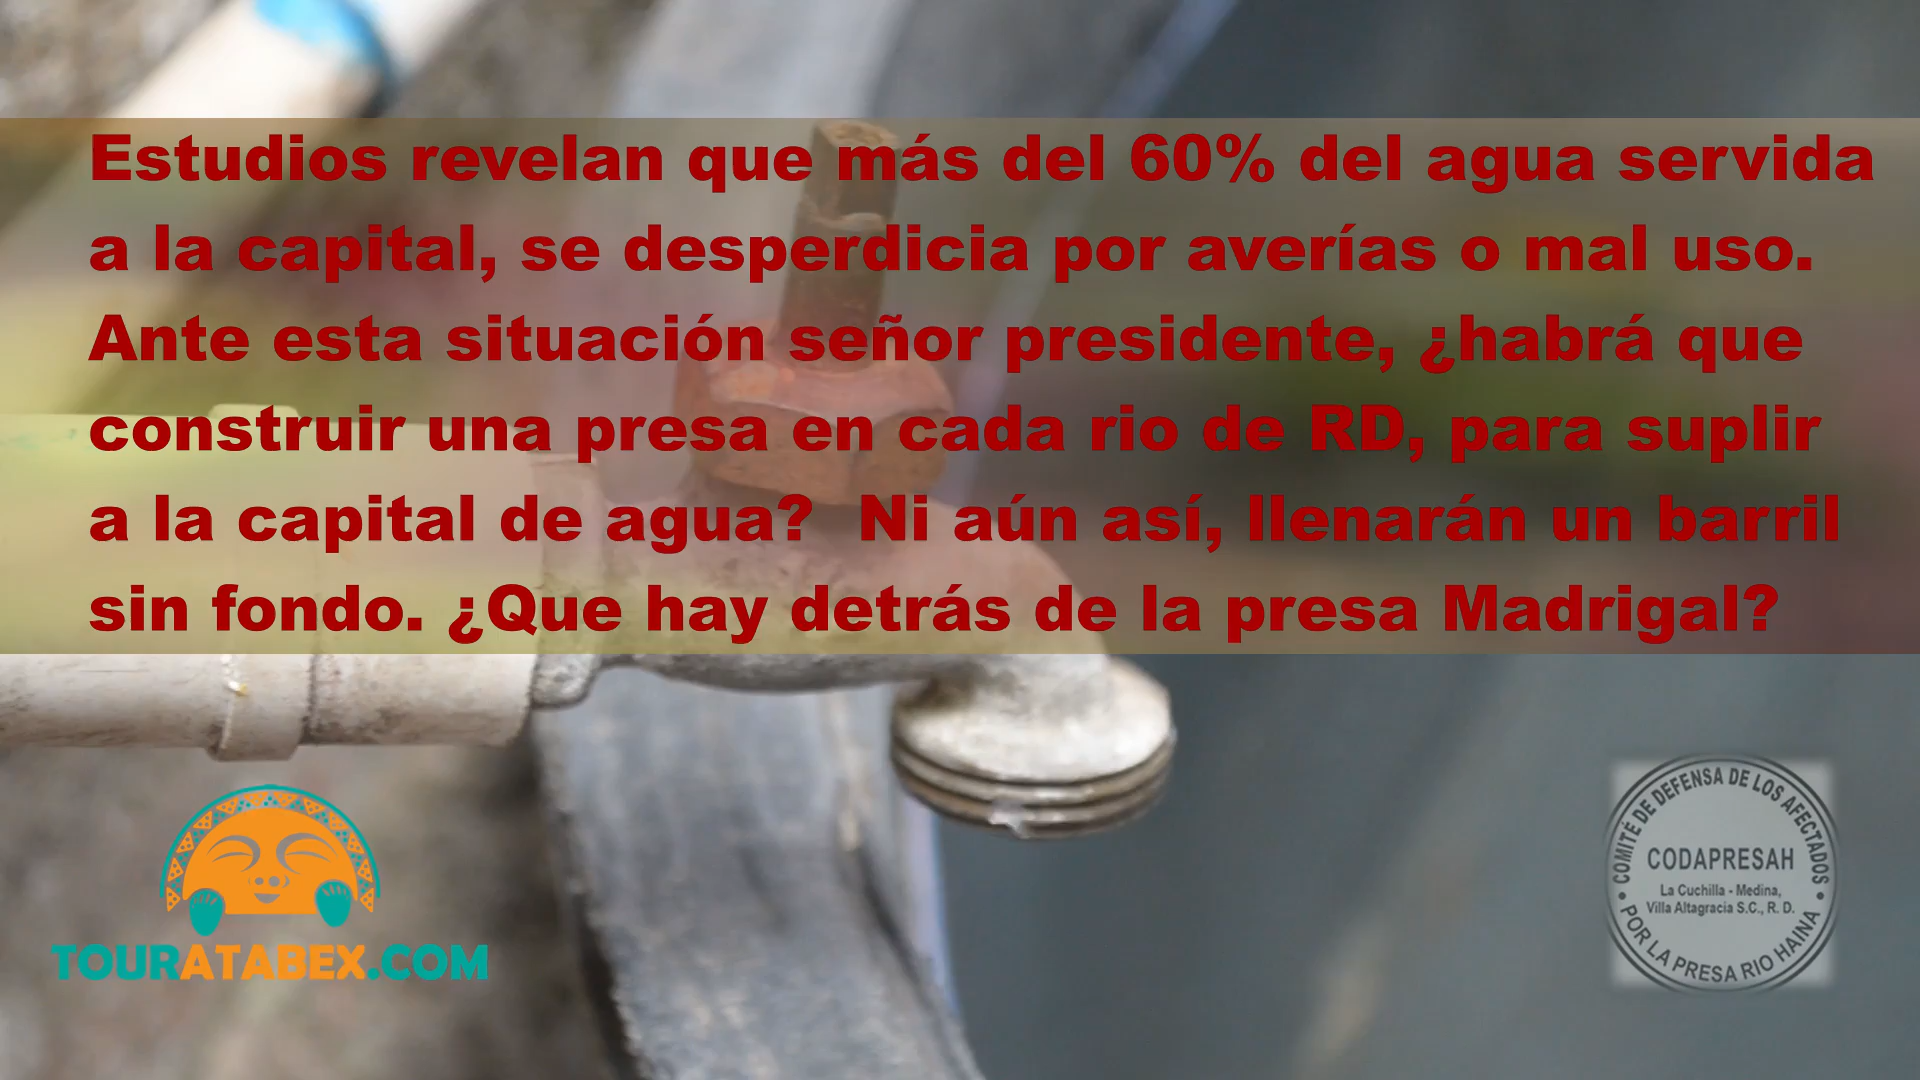 Estudios revelan que más del 60% del agua servida
a la capital, se desperdicia por averías o mal uso.
Ante esta situación señor presidente, ¿habrá que
construir una presa en cada rio de RD, para suplir
a la capital de agua?  Ni aún así, llenarán un barril
sin fondo. ¿Que hay detrás de la presa Madrigal?
TOURATABEX.COM
COMITÉ DE DEFENSA DE LOS AFECTADOS
CODAPRESAH
La Cuchilla - Medina,
Villa Altagracia S.C., R. D.
POR LA PRESA RIO HAINA